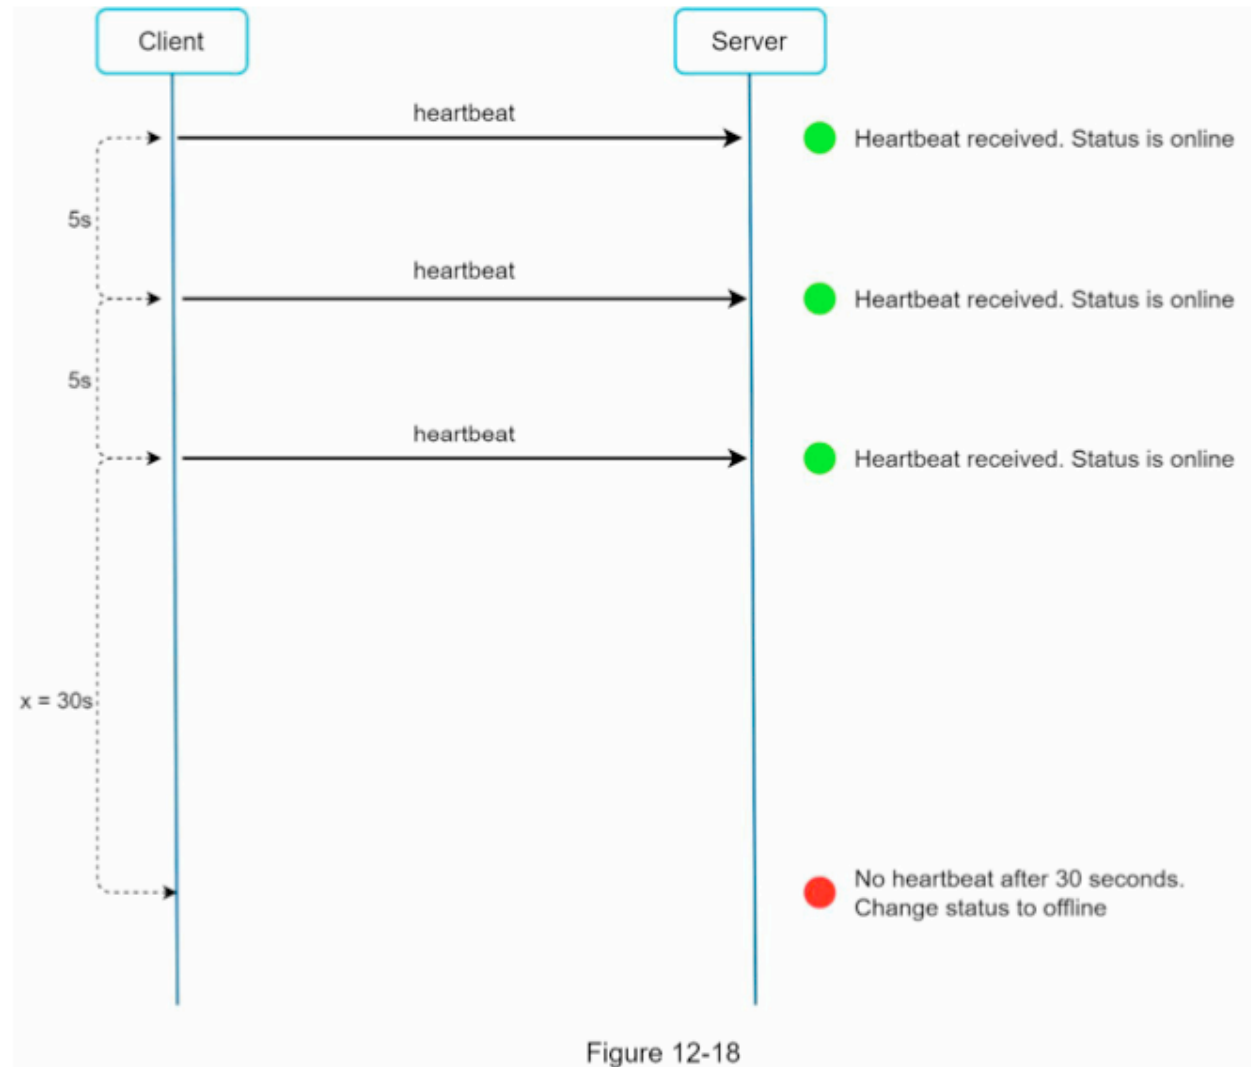 Client
Server
heartbeat
Heartbeat received. Status is online
5s
heartbeat
Heartbeat received. Status is online
5s
heartbeat
Heartbeat received. Status is online
x = 30s
No heartbeat after 30 seconds.
Change status to offline
Figure 12-18